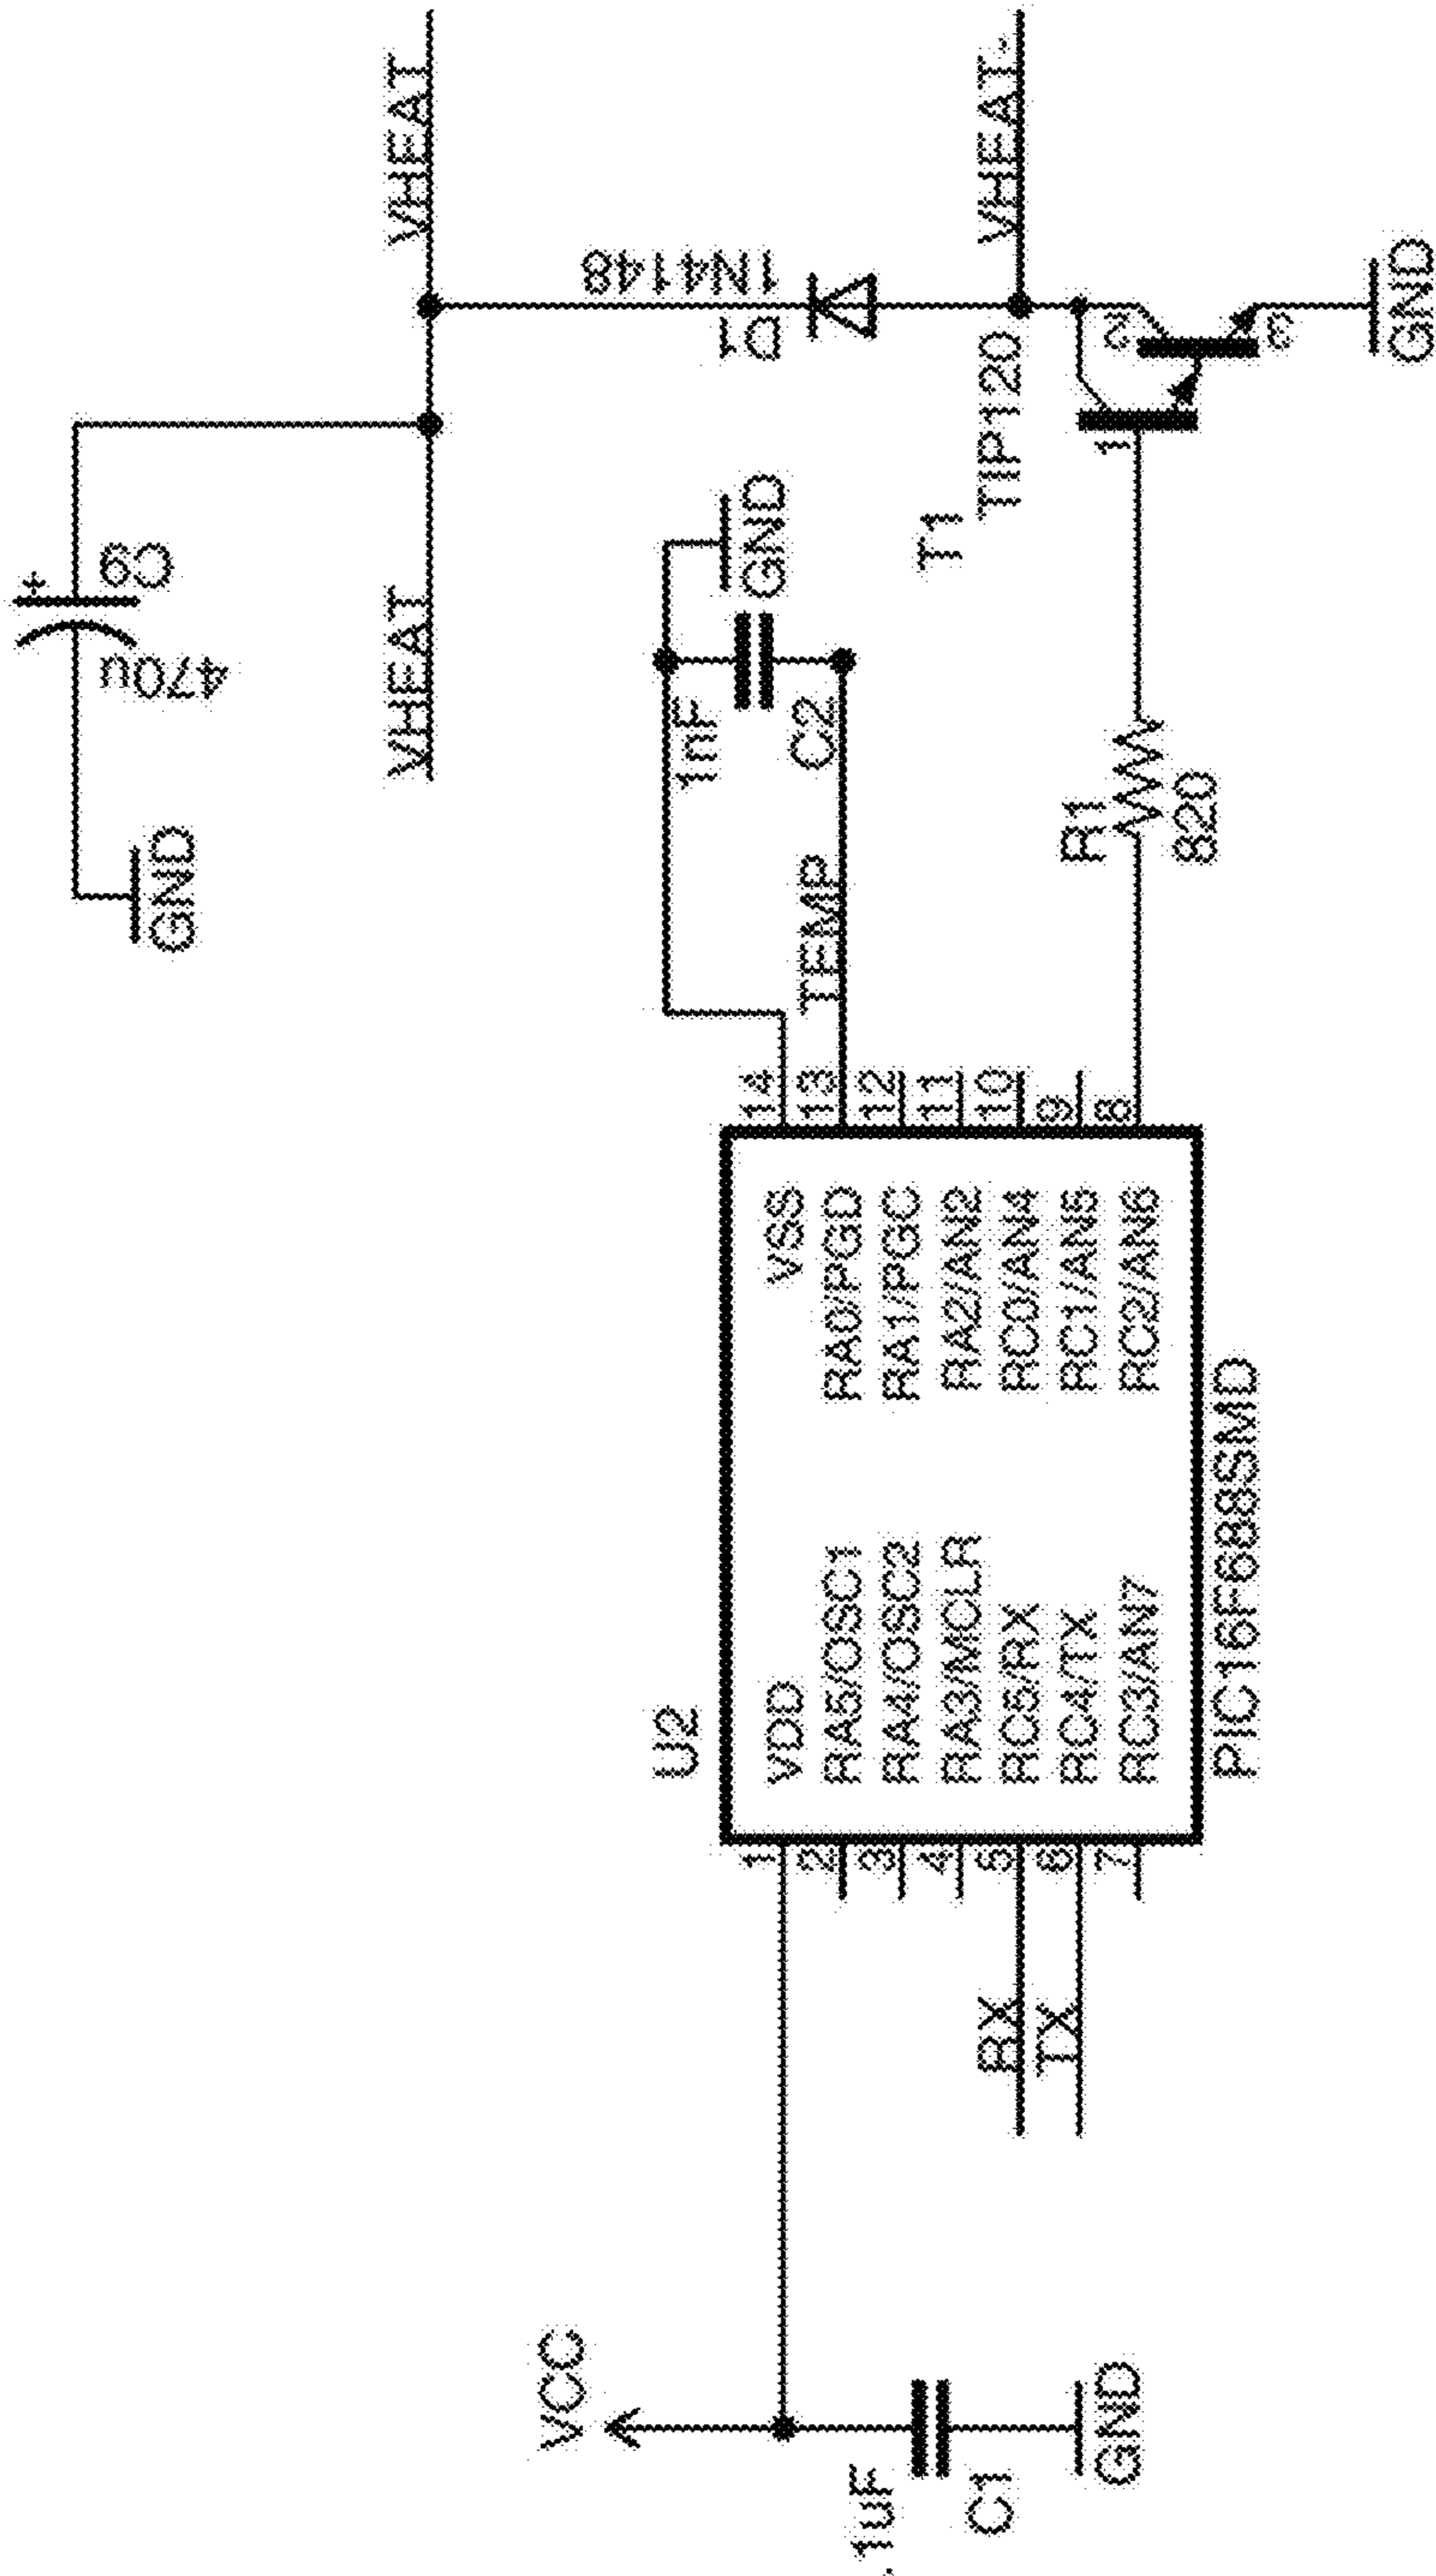 VHEAT
VHEAT-
1N4148
D1
C9
470u
+
VHEAT
GND
GND
1nF
C2
TEMP
T1
TIP120
1
2
3
GND
R1
820
U2
VDD
RA5/OSC1
RA4/OSC2
RA3/MCLR
RC5/RX
RC4/TX
RC3/AN7
VSS
RA0/PGD
RA1/PGC
RA2/AN2
RC0/AN4
RC1/AN5
RC2/AN6
14
13
12
11
10
9
8
1
2
3
4
5
6
7
PIC16F688SMD
RX
TX
VCC
.1uF
C1
GND